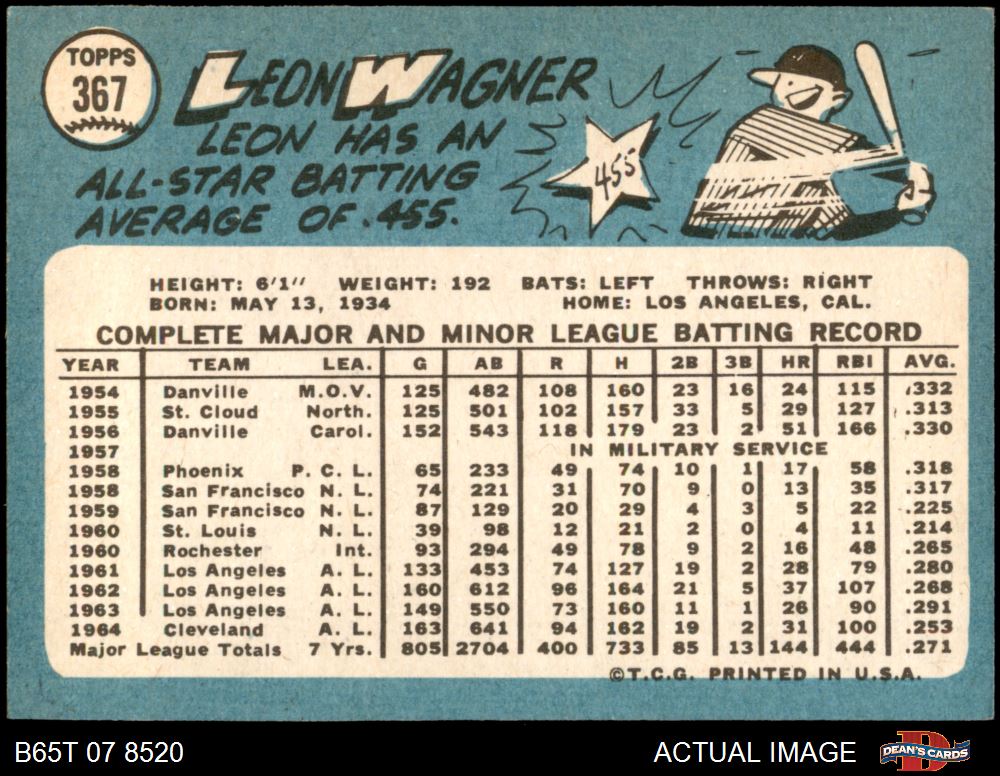 TOPPS
367
LEON WAGNER
LEON HAS AN
ALL-STAR BATTING
AVERAGE OF .455.
455
HEIGHT: 6'1" WEIGHT: 192 BATS: LEFT THROWS: RIGHT
BORN: MAY 13, 1934 HOME: LOS ANGELES, CAL.
COMPLETE MAJOR AND MINOR LEAGUE BATTING RECORD
YEAR TEAM LEA. G AB R H 2B 3B HR RBI AVG.
1954 Danville M.O.V. 125 482 108 160 23 16 24 115 .332
1955 St. Cloud North. 125 501 102 157 33 5 29 127 .313
1956 Danville Carol. 152 543 118 179 23 2 51 166 .330
1957 IN MILITARY SERVICE
1958 Phoenix P. C. L. 65 233 49 74 10 1 17 58 .318
1958 San Francisco N. L. 74 221 31 70 9 0 13 35 .317
1959 San Francisco N. L. 87 129 20 29 4 3 5 22 .225
1960 St. Louis N. L. 39 98 12 21 2 0 4 11 .214
1960 Rochester Int. 93 294 49 78 9 2 16 48 .265
1961 Los Angeles A. L. 133 453 74 127 19 2 28 79 .280
1962 Los Angeles A. L. 160 612 96 164 21 5 37 107 .268
1963 Los Angeles A. L. 149 550 73 160 11 1 26 90 .291
1964 Cleveland A. L. 163 641 94 162 19 2 31 100 .253
Major League Totals 7 Yrs. 805 2704 400 733 85 13 144 444 .271
©T.C.G. PRINTED IN U.S.A.
B65T 07 8520 ACTUAL IMAGE DEAN'S CARDS